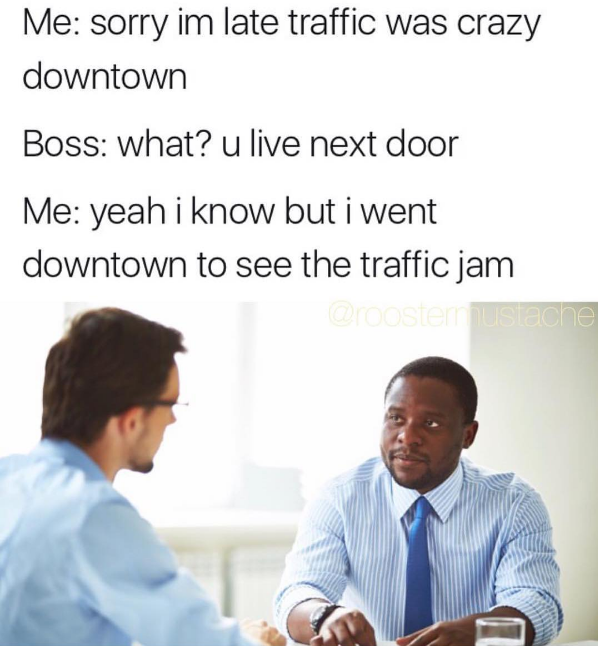 Me: sorry im late traffic was crazy
downtown
Boss: what? u live next door
Me: yeah i know but i went
downtown to see the traffic jam
@roostermustache